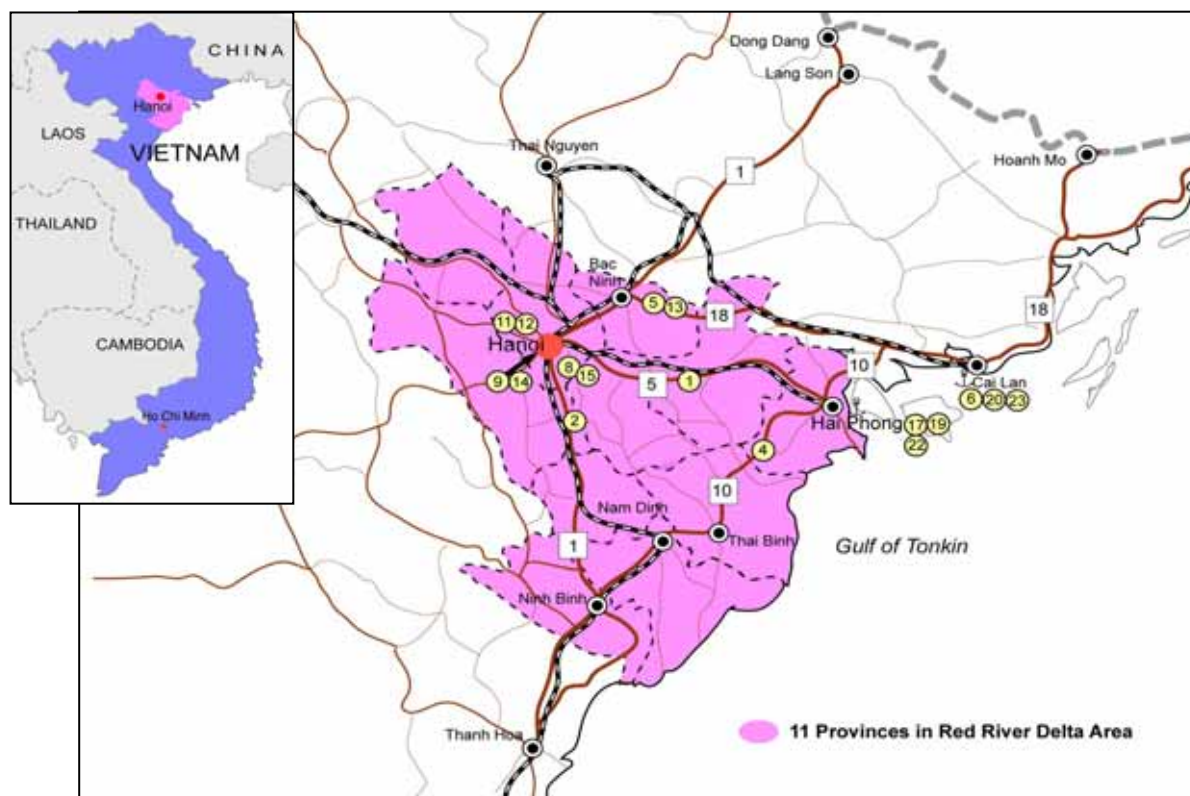 CHINA
Hanoi
LAOS
VIETNAM
THAILAND
CAMBODIA
Ho Chi Minh
Dong Dang
Lang Son
Thai Nguyen
Hoanh Mo
1
Bac
Ninh
5 13
18
18
11 12
Hanoi
10
9 14
8 15
5
1
Cai Lan
6 20 23
Hai Phong
17 19
22
2
4
10
Nam Dinh
Thai Binh
1
Gulf of Tonkin
Ninh Binh
Thanh Hoa
11 Provinces in Red River Delta Area